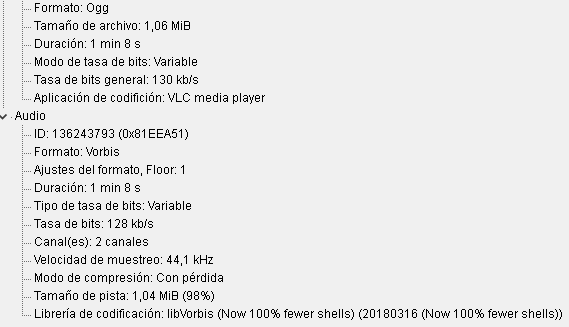 Formato: Ogg
Tamaño de archivo: 1,06 MiB
Duración: 1 min 8 s
Modo de tasa de bits: Variable
Tasa de bits general: 130 kb/s
Aplicación de codifición: VLC media player
Audio
ID: 136243793 (0x81EEA51)
Formato: Vorbis
Ajustes del formato, Floor: 1
Duración: 1 min 8 s
Tipo de tasa de bits: Variable
Tasa de bits: 128 kb/s
Canal(es): 2 canales
Velocidad de muestreo: 44,1 kHz
Modo de compresión: Con pérdida
Tamaño de pista: 1,04 MiB (98%)
Librería de codificación: libVorbis (Now 100% fewer shells) (20180316 (Now 100% fewer shells))